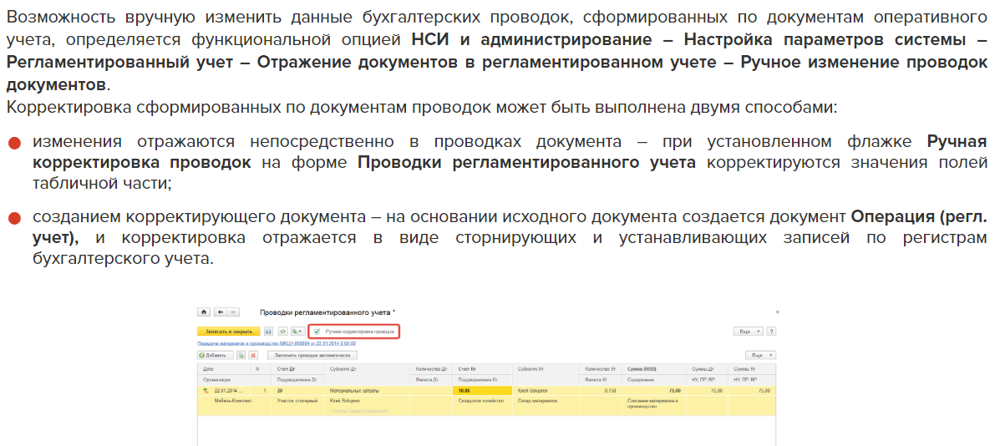 Возможность вручную изменить данные бухгалтерских проводок, сформированных по документам оперативного
учета, определяется функциональной опцией НСИ и администрирование – Настройка параметров системы –
Регламентированный учет – Отражение документов в регламентированном учете – Ручное изменение проводок
документов.
Корректировка сформированных по документам проводок может быть выполнена двумя способами:
изменения отражаются непосредственно в проводках документа – при установленном флажке Ручная
корректировка проводок на форме Проводки регламентированного учета корректируются значения полей
табличной части;
созданием корректирующего документа – на основании исходного документа создается документ Операция (регл.
учет), и корректировка отражается в виде сторнирующих и устанавливающих записей по регистрам
бухгалтерского учета.
Проводки регламентированного учета *
Записать и закрыть Ручная корректировка проводок Еще ?
Передача материалов в производство МКЦУ-000004 от 22.01.2014 0:00:00
Добавить Заполнить проводки автоматически Еще
Дата N Счет Дт Субконто Дт Количество Дт Счет Кт Субконто Кт Количество Кт Сумма (RUB) Суммы Дт Суммы Кт
Организация Подразделение Дт Валюта Дт Подразделение Кт Валюта Кт Содержание НУ, ПР, ВР НУ, ПР, ВР
22.01.2014 ... 1 20 Материальные затраты 10.06 Клей Solupren 0,750 75,00 75,00 75,00
Мебель-Комплект Участок столярный Клей Solupren Складское хозяйство Склад материалов Списание материалов в
производство